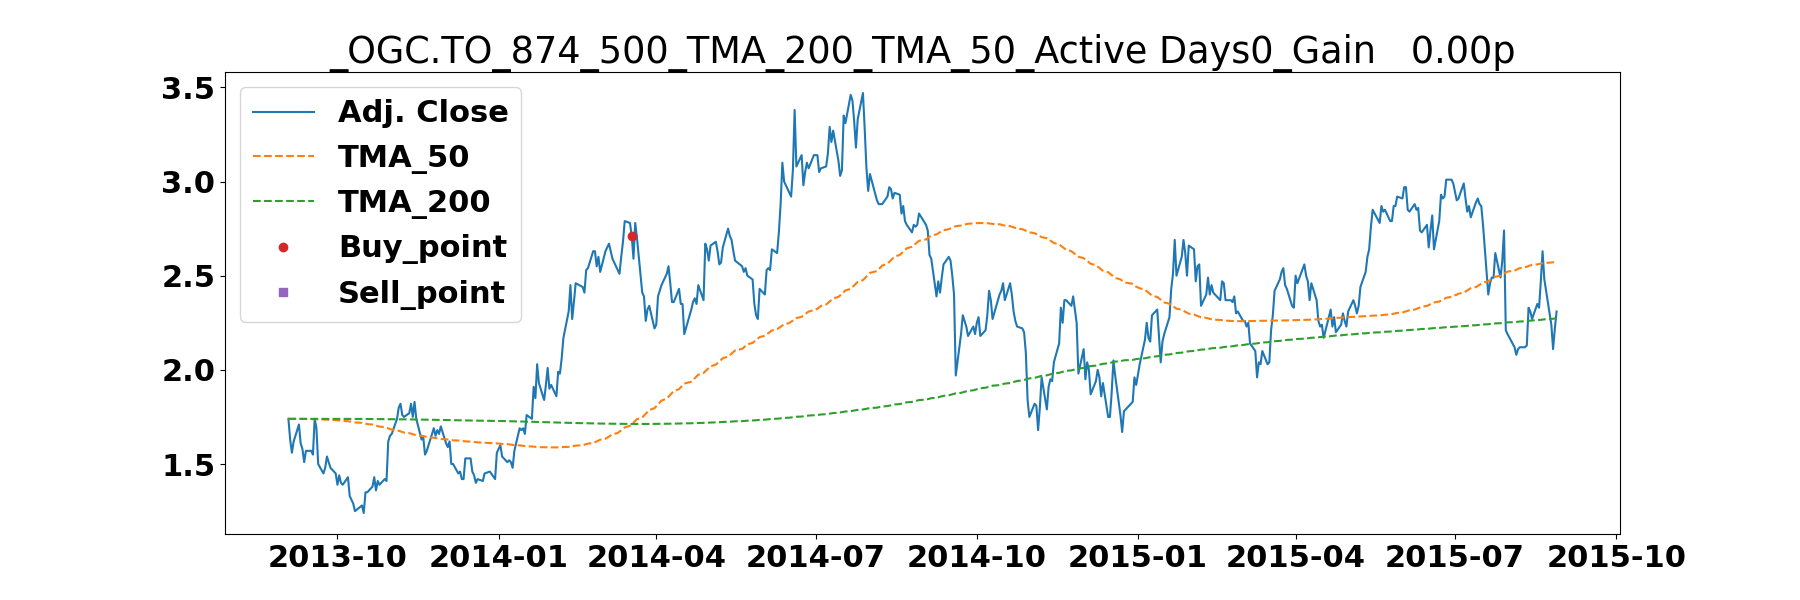 _OGC.TO_874_500_TMA_200_TMA_50_Active Days0_Gain   0.00p
3.5
3.0
2.5
2.0
1.5
Adj. Close
TMA_50
TMA_200
Buy_point
Sell_point
2013-10 2014-01 2014-04 2014-07 2014-10 2015-01 2015-04 2015-07 2015-10